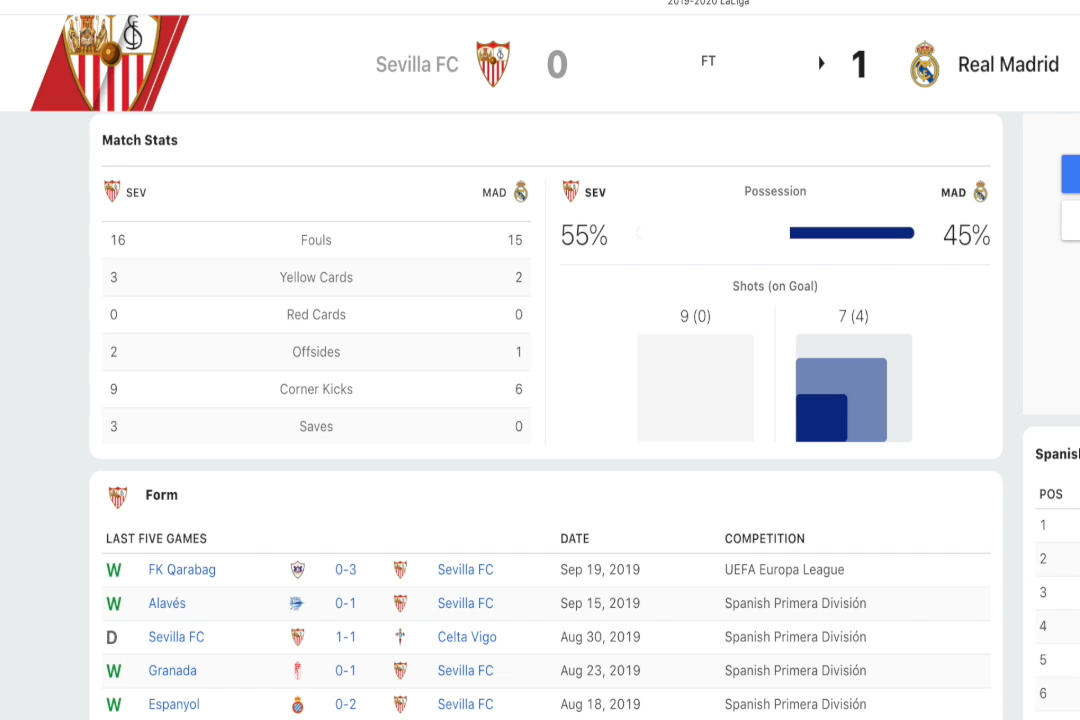 2019-2020 LaLiga
Sevilla FC 0 FT 1 Real Madrid
Match Stats
SEV MAD
16 Fouls 15
3 Yellow Cards 2
0 Red Cards 0
2 Offsides 1
9 Corner Kicks 6
3 Saves 0
SEV Possession MAD
55% 45%
Shots (on Goal)
9 (0) 7 (4)
Form
LAST FIVE GAMES DATE COMPETITION
W FK Qarabag 0-3 Sevilla FC Sep 19, 2019 UEFA Europa League
W Alavés 0-1 Sevilla FC Sep 15, 2019 Spanish Primera División
D Sevilla FC 1-1 Celta Vigo Aug 30, 2019 Spanish Primera División
W Granada 0-1 Sevilla FC Aug 23, 2019 Spanish Primera División
W Espanyol 0-2 Sevilla FC Aug 18, 2019 Spanish Primera División
POS
1
2
3
4
5
6